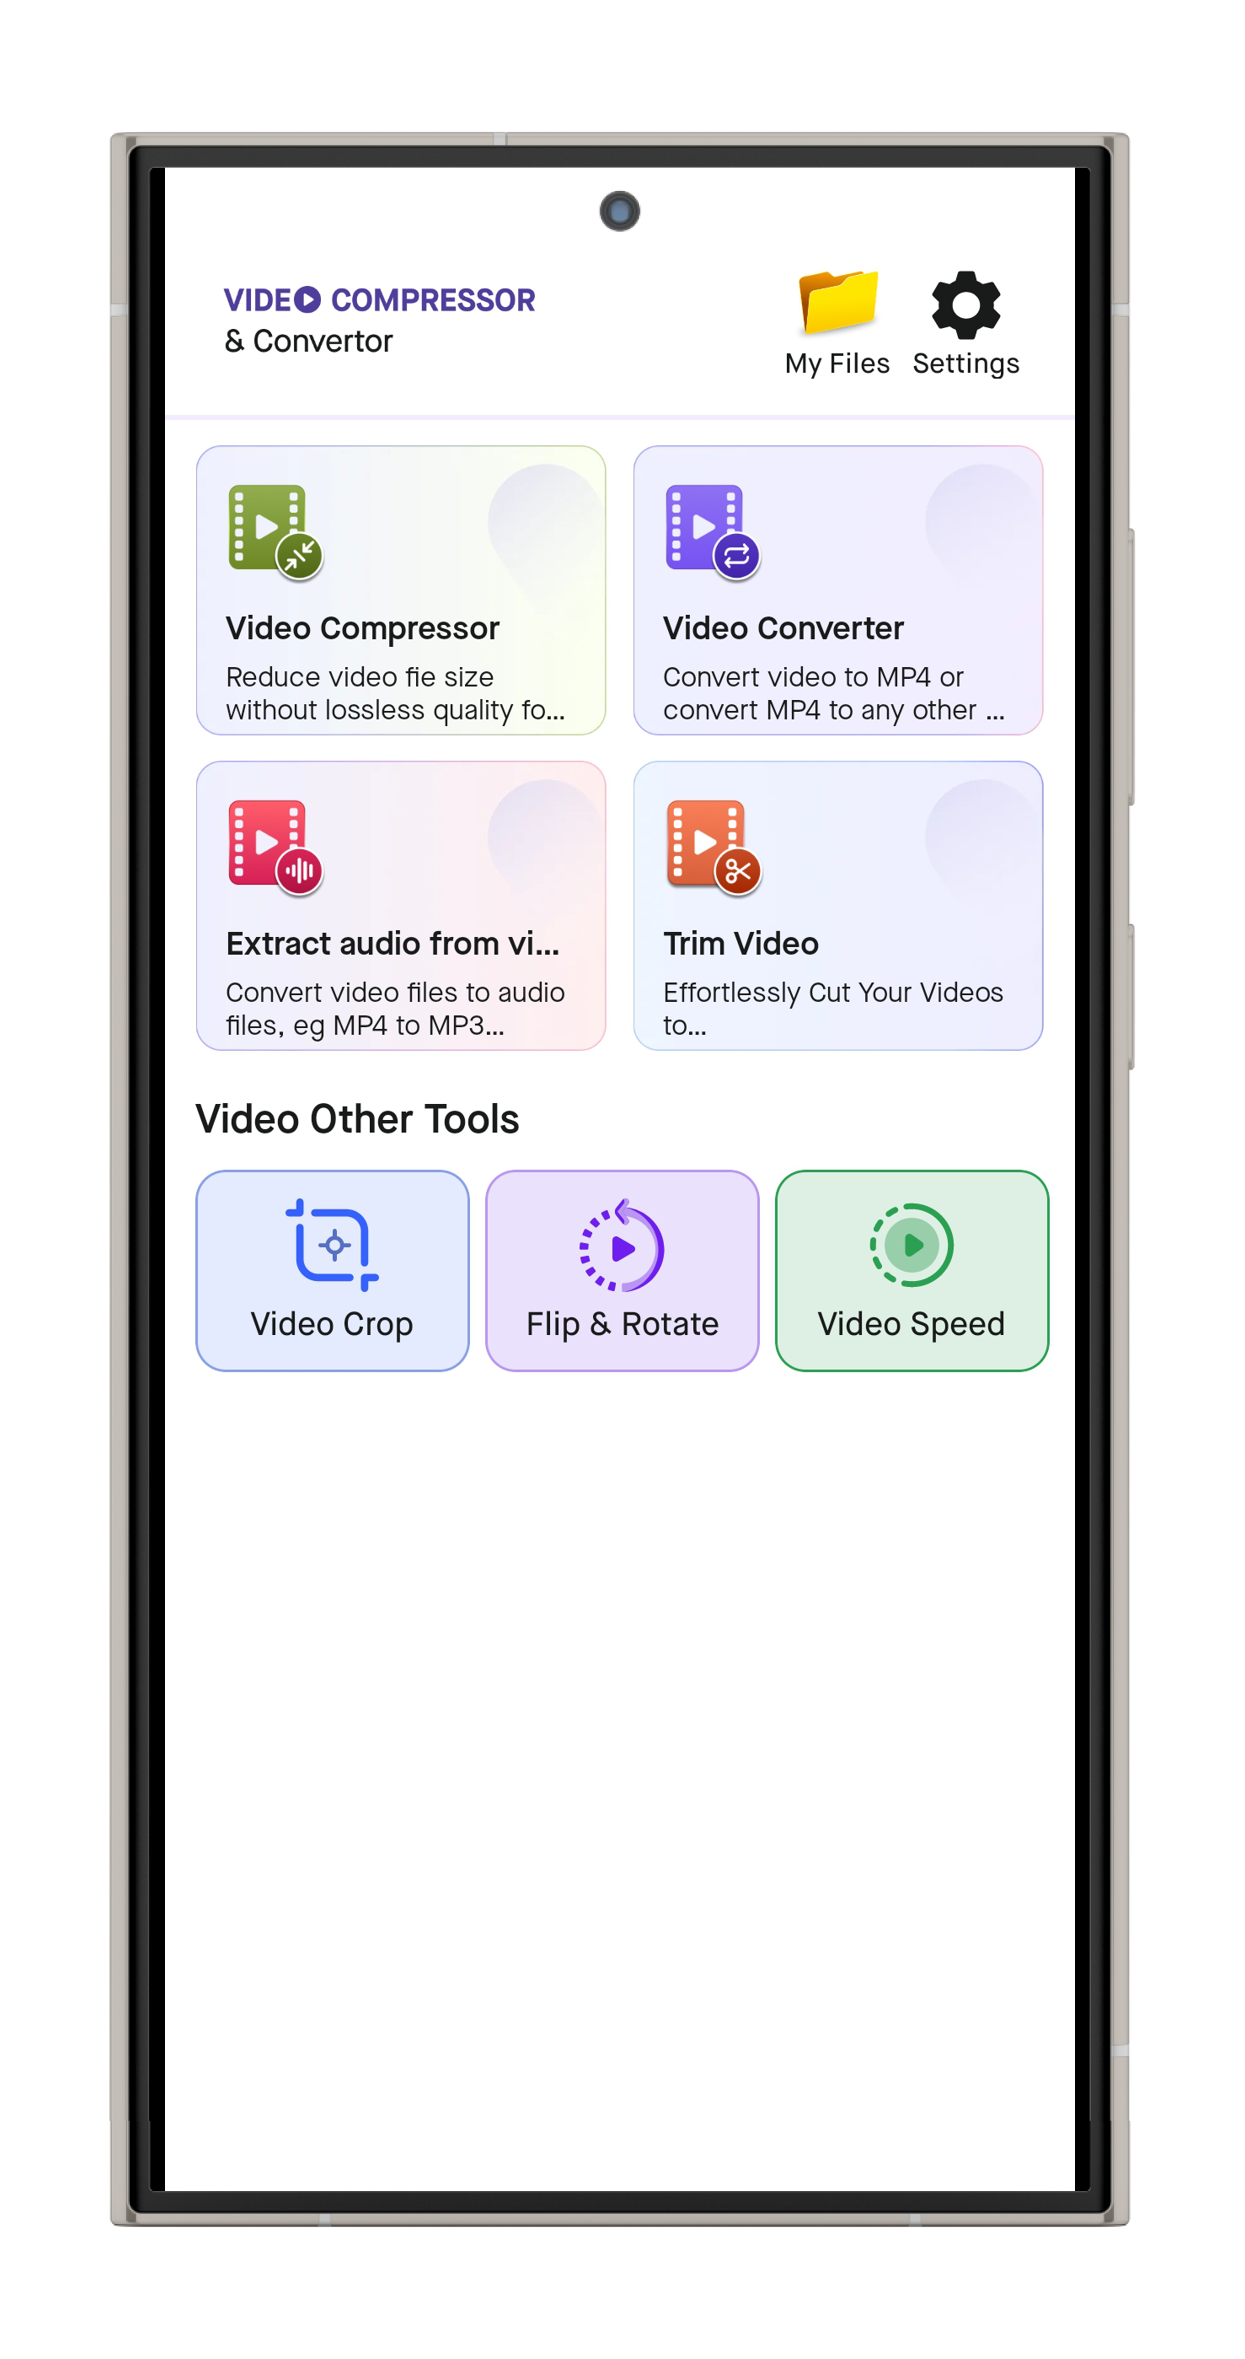 VIDEO COMPRESSOR
& Convertor
My Files
Settings
Video Compressor
Reduce video fie size
without lossless quality fo...
Video Converter
Convert video to MP4 or
convert MP4 to any other ...
Extract audio from vi...
Convert video files to audio
files, eg MP4 to MP3...
Trim Video
Effortlessly Cut Your Videos
to...
Video Other Tools
Video Crop
Flip & Rotate
Video Speed